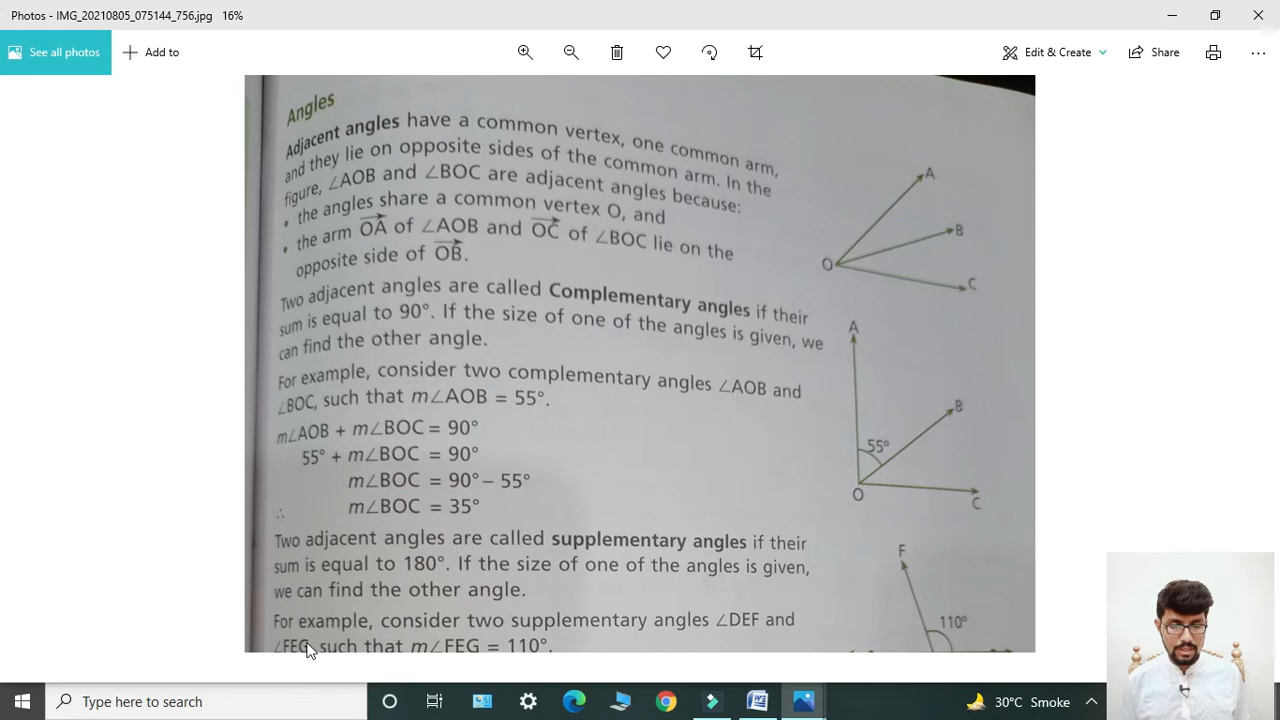 Photos - IMG_20210805_075144_756.jpg 16%
See all photos
Add to
Edit & Create
Share
Angles
Adjacent angles have a common vertex, one common arm,
and they lie on opposite sides of the common arm. In the
figure, ∠AOB and ∠BOC are adjacent angles because:
• the angles share a common vertex O, and
• the arm OA of ∠AOB and OC of ∠BOC lie on the
opposite side of OB.
A
B
O
C
Two adjacent angles are called Complementary angles if their
sum is equal to 90°. If the size of one of the angles is given, we
can find the other angle.
For example, consider two complementary angles ∠AOB and
∠BOC, such that m∠AOB = 55°.
m∠AOB + m∠BOC = 90°
55° + m∠BOC = 90°
m∠BOC = 90° – 55°
∴ m∠BOC = 35°
A
B
55°
O
C
Two adjacent angles are called supplementary angles if their
sum is equal to 180°. If the size of one of the angles is given,
we can find the other angle.
For example, consider two supplementary angles ∠DEF and
∠FEG, such that m∠FEG = 110°.
F
110°
Type here to search
30°C Smoke